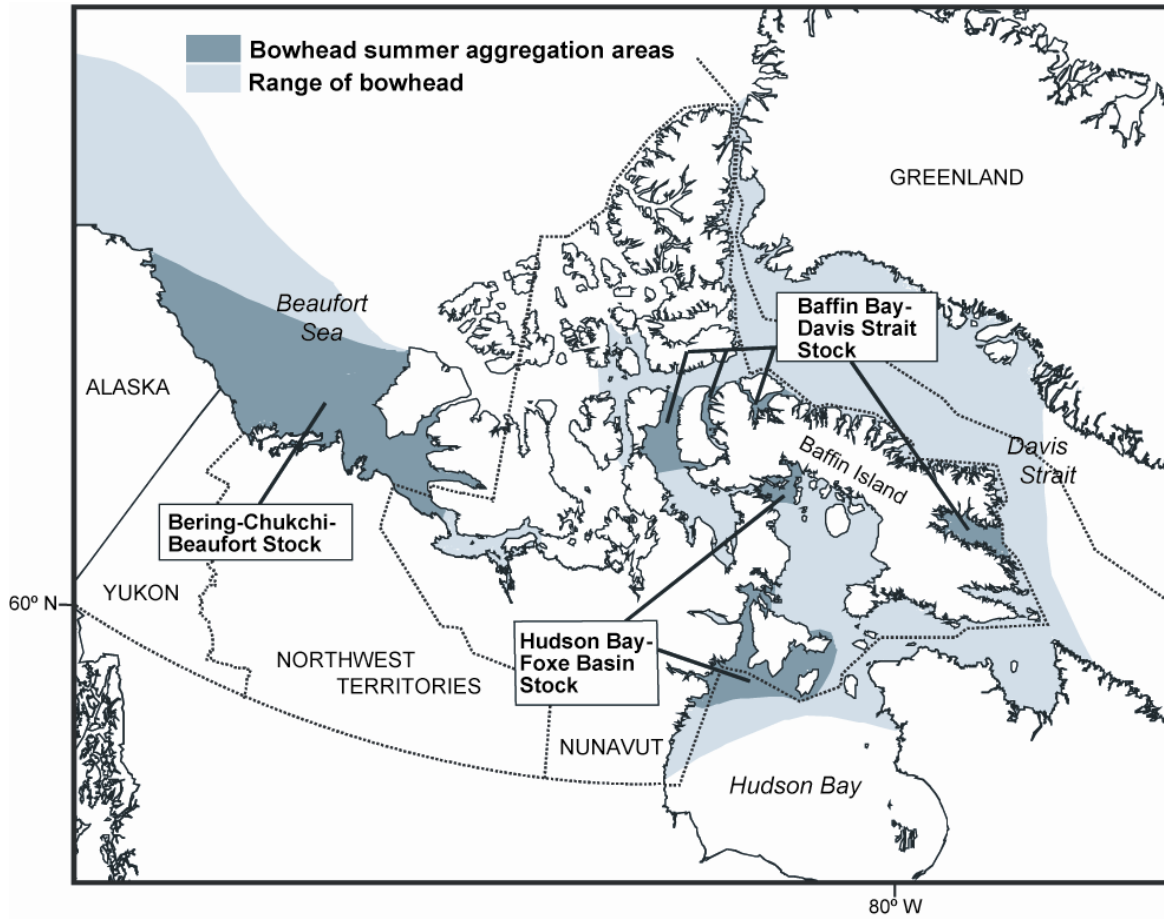 Bowhead summer aggregation areas
Range of bowhead
GREENLAND
Beaufort
Sea
Baffin Bay-
Davis Strait
Stock
ALASKA
Davis
Strait
Baffin Island
Bering-Chukchi-
Beaufort Stock
YUKON
60º N
Hudson Bay-
Foxe Basin
Stock
NORTHWEST
TERRITORIES
NUNAVUT
Hudson Bay
80º W